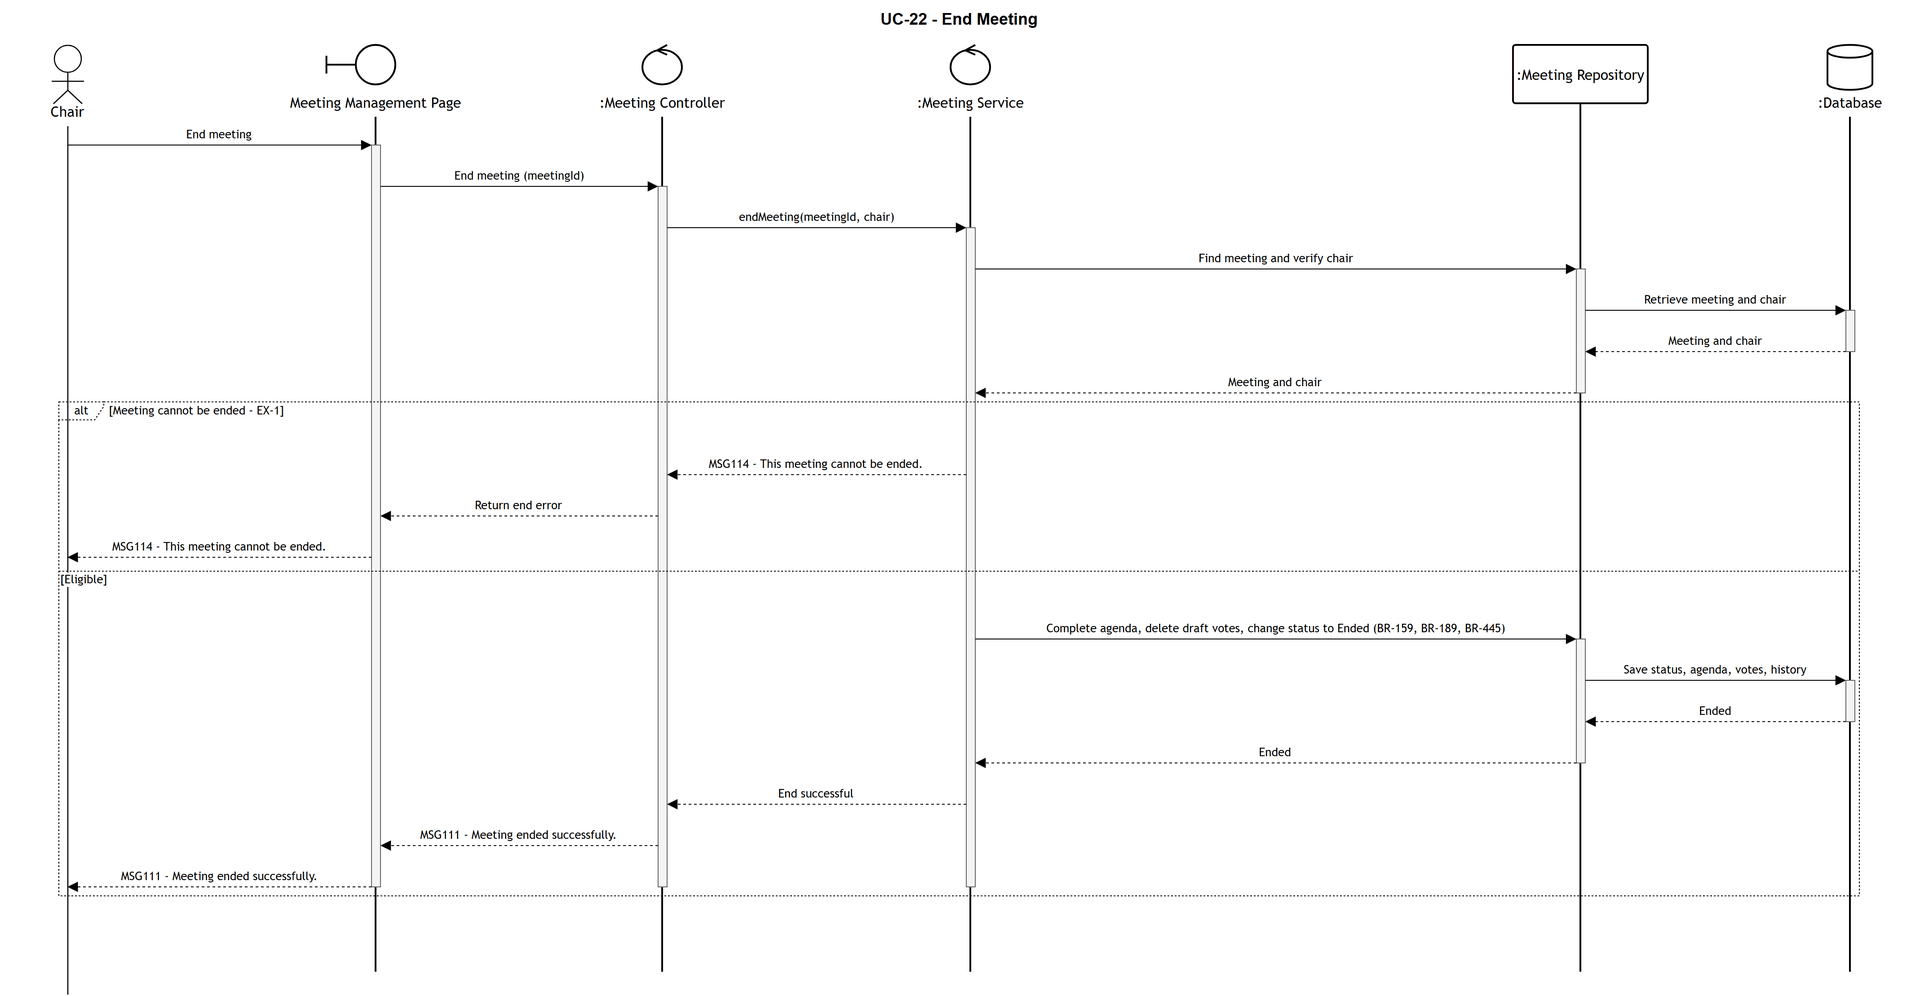 UC-22 - End Meeting
Chair
Meeting Management Page
:Meeting Controller
:Meeting Service
:Meeting Repository
:Database
End meeting
End meeting (meetingId)
endMeeting(meetingId, chair)
Find meeting and verify chair
Retrieve meeting and chair
Meeting and chair
Meeting and chair
alt
[Meeting cannot be ended - EX-1]
MSG114 - This meeting cannot be ended.
Return end error
MSG114 - This meeting cannot be ended.
[Eligible]
Complete agenda, delete draft votes, change status to Ended (BR-159, BR-189, BR-445)
Save status, agenda, votes, history
Ended
Ended
End successful
MSG111 - Meeting ended successfully.
MSG111 - Meeting ended successfully.